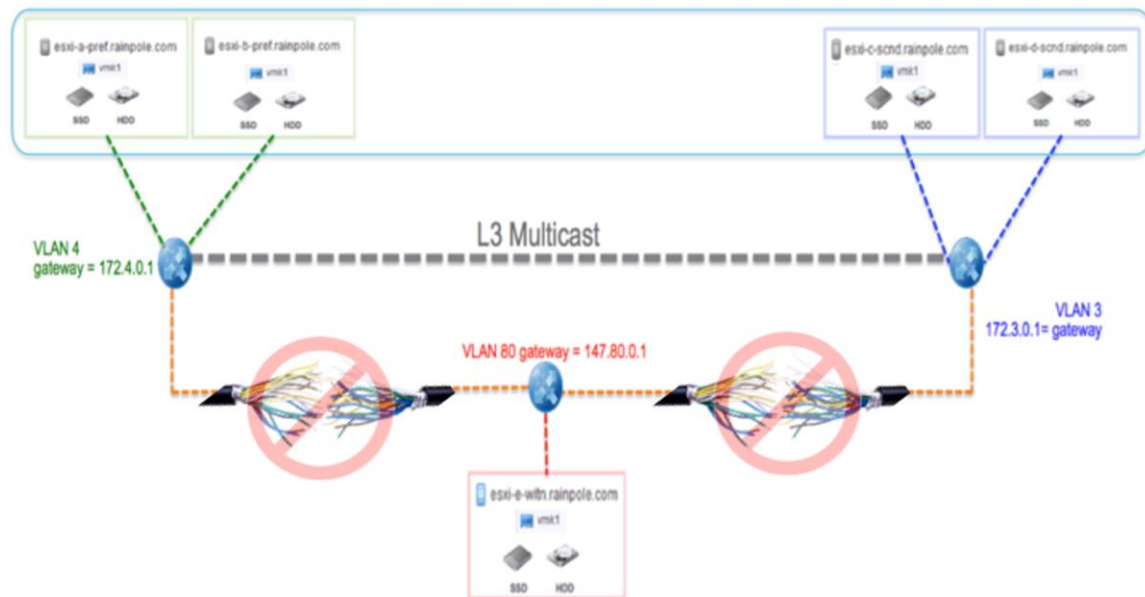 esxi-a-pref.rainpole.com
vmk1
SSD HDD
esxi-b-pref.rainpole.com
vmk1
SSD HDD
esxi-c-scnd.rainpole.com
vmk1
SSD HDD
esxi-d-scnd.rainpole.com
vmk1
SSD HDD
L3 Multicast
VLAN 4
gateway = 172.4.0.1
VLAN 3
172.3.0.1= gateway
VLAN 80 gateway = 147.80.0.1
esxi-e-witn.rainpole.com
vmk1
SSD HDD